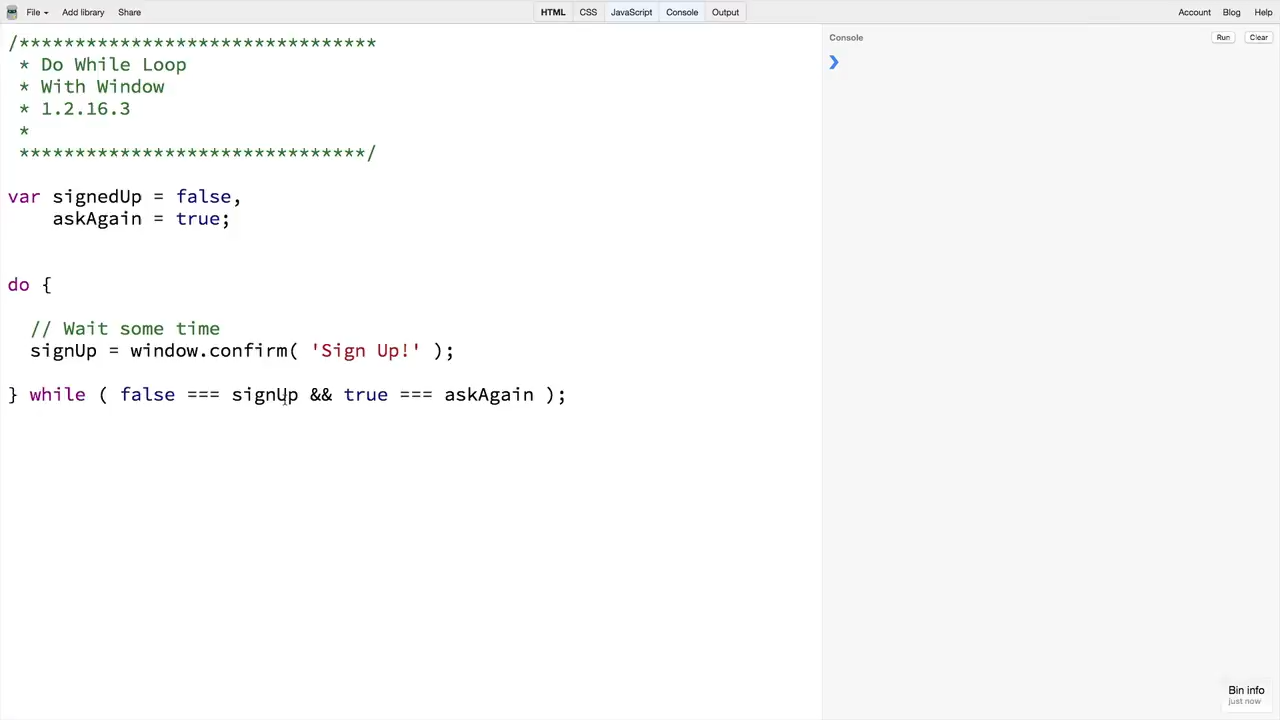 File Add library Share HTML CSS JavaScript Console Output Account Blog Help
/********************************
 * Do While Loop
 * With Window
 * 1.2.16.3
 *
 *******************************/
var signedUp = false,
    askAgain = true;
do {
  // Wait some time
  signUp = window.confirm( 'Sign Up!' );
} while ( false === signUp && true === askAgain );
Console Run Clear
❯
Bin info
just now